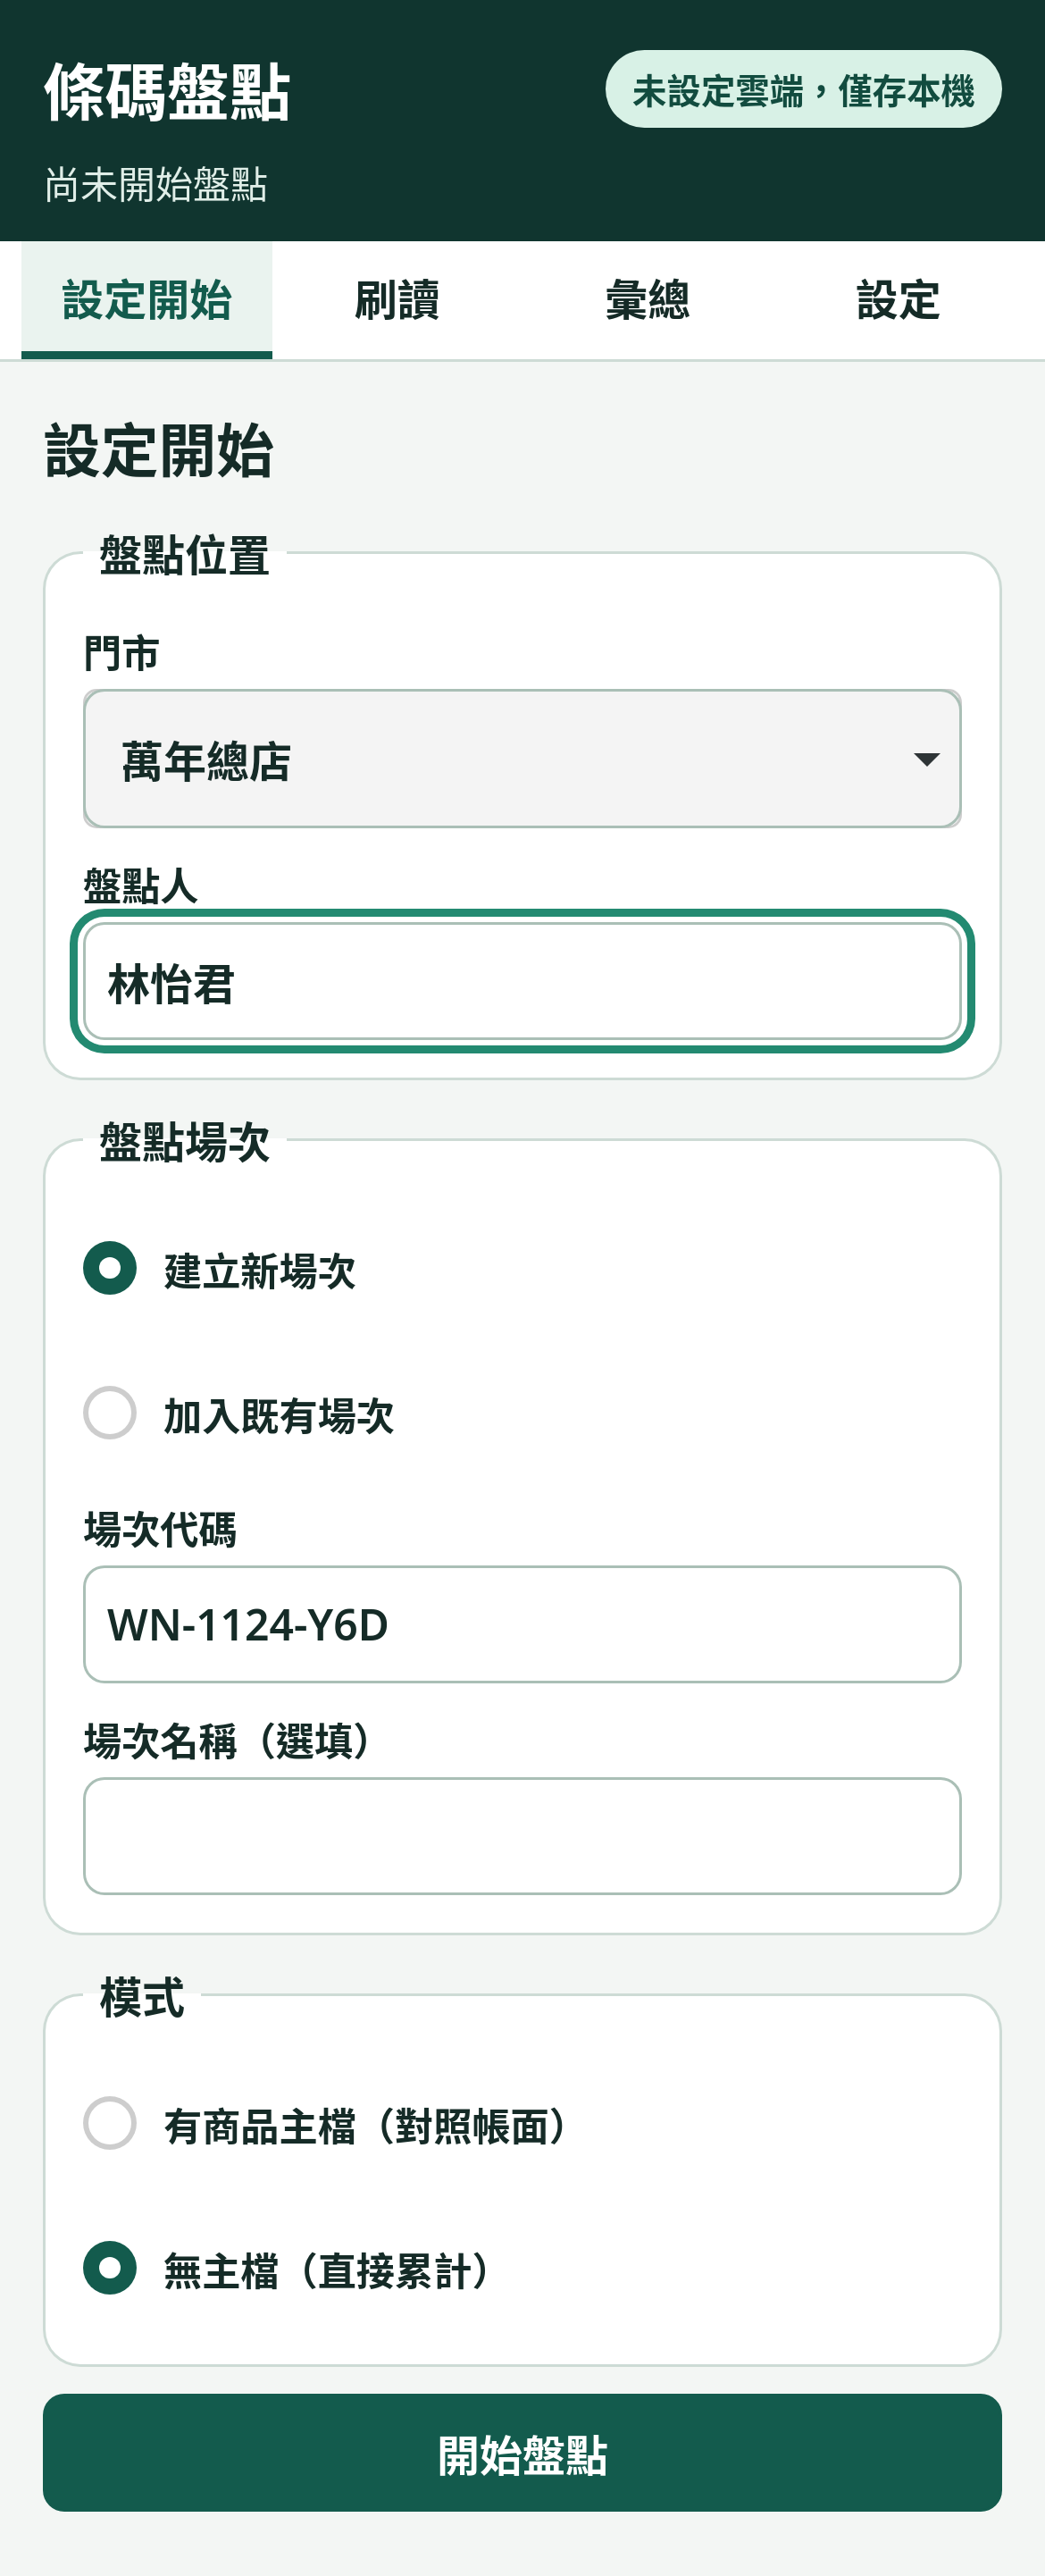 條碼盤點
未設定雲端，僅存本機
尚未開始盤點
設定開始
刷讀
彙總
設定
設定開始
盤點位置
門市
萬年總店
盤點人
林怡君
盤點場次
建立新場次
加入既有場次
場次代碼
WN-1124-Y6D
場次名稱（選填）
模式
有商品主檔（對照帳面）
無主檔（直接累計）
開始盤點